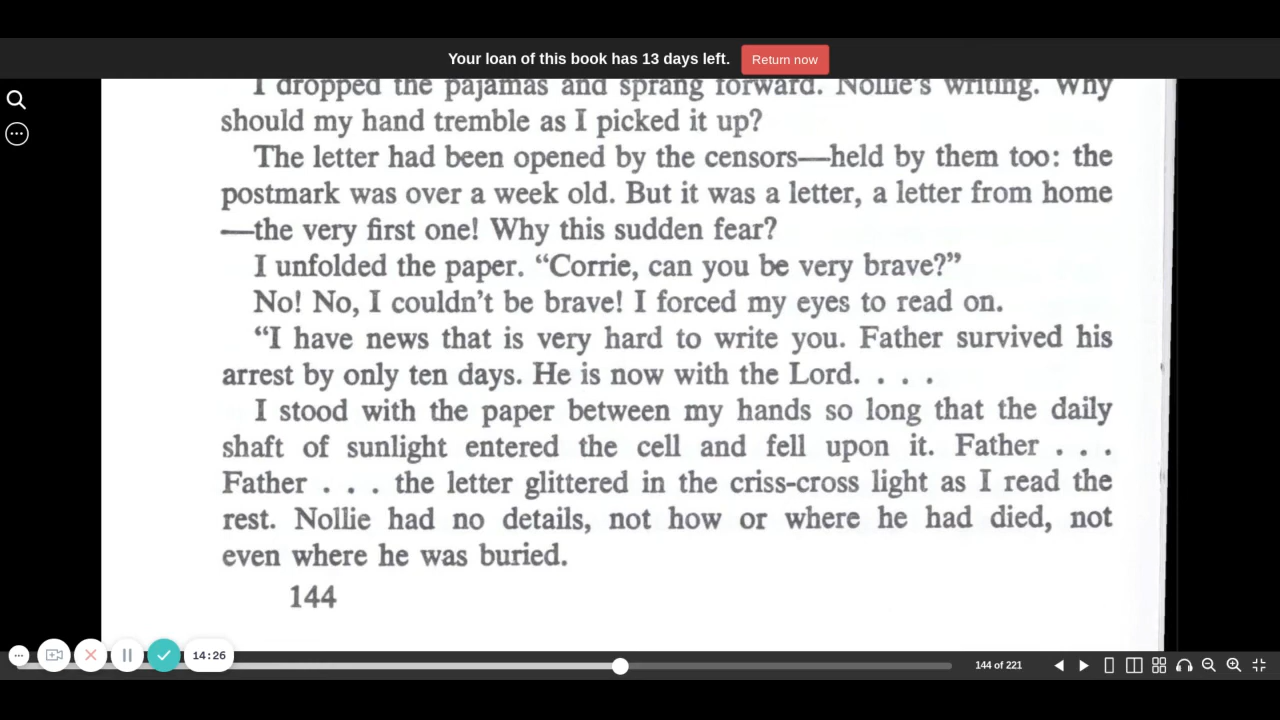 Your loan of this book has 13 days left. Return now
I dropped the pajamas and sprang forward. Nollie's writing. Why
should my hand tremble as I picked it up?
The letter had been opened by the censors—held by them too: the
postmark was over a week old. But it was a letter, a letter from home
—the very first one! Why this sudden fear?
I unfolded the paper. “Corrie, can you be very brave?”
No! No, I couldn't be brave! I forced my eyes to read on.
“I have news that is very hard to write you. Father survived his
arrest by only ten days. He is now with the Lord. . . .
I stood with the paper between my hands so long that the daily
shaft of sunlight entered the cell and fell upon it. Father . . .
Father . . . the letter glittered in the criss-cross light as I read the
rest. Nollie had no details, not how or where he had died, not
even where he was buried.
144
14:26
144 of 221